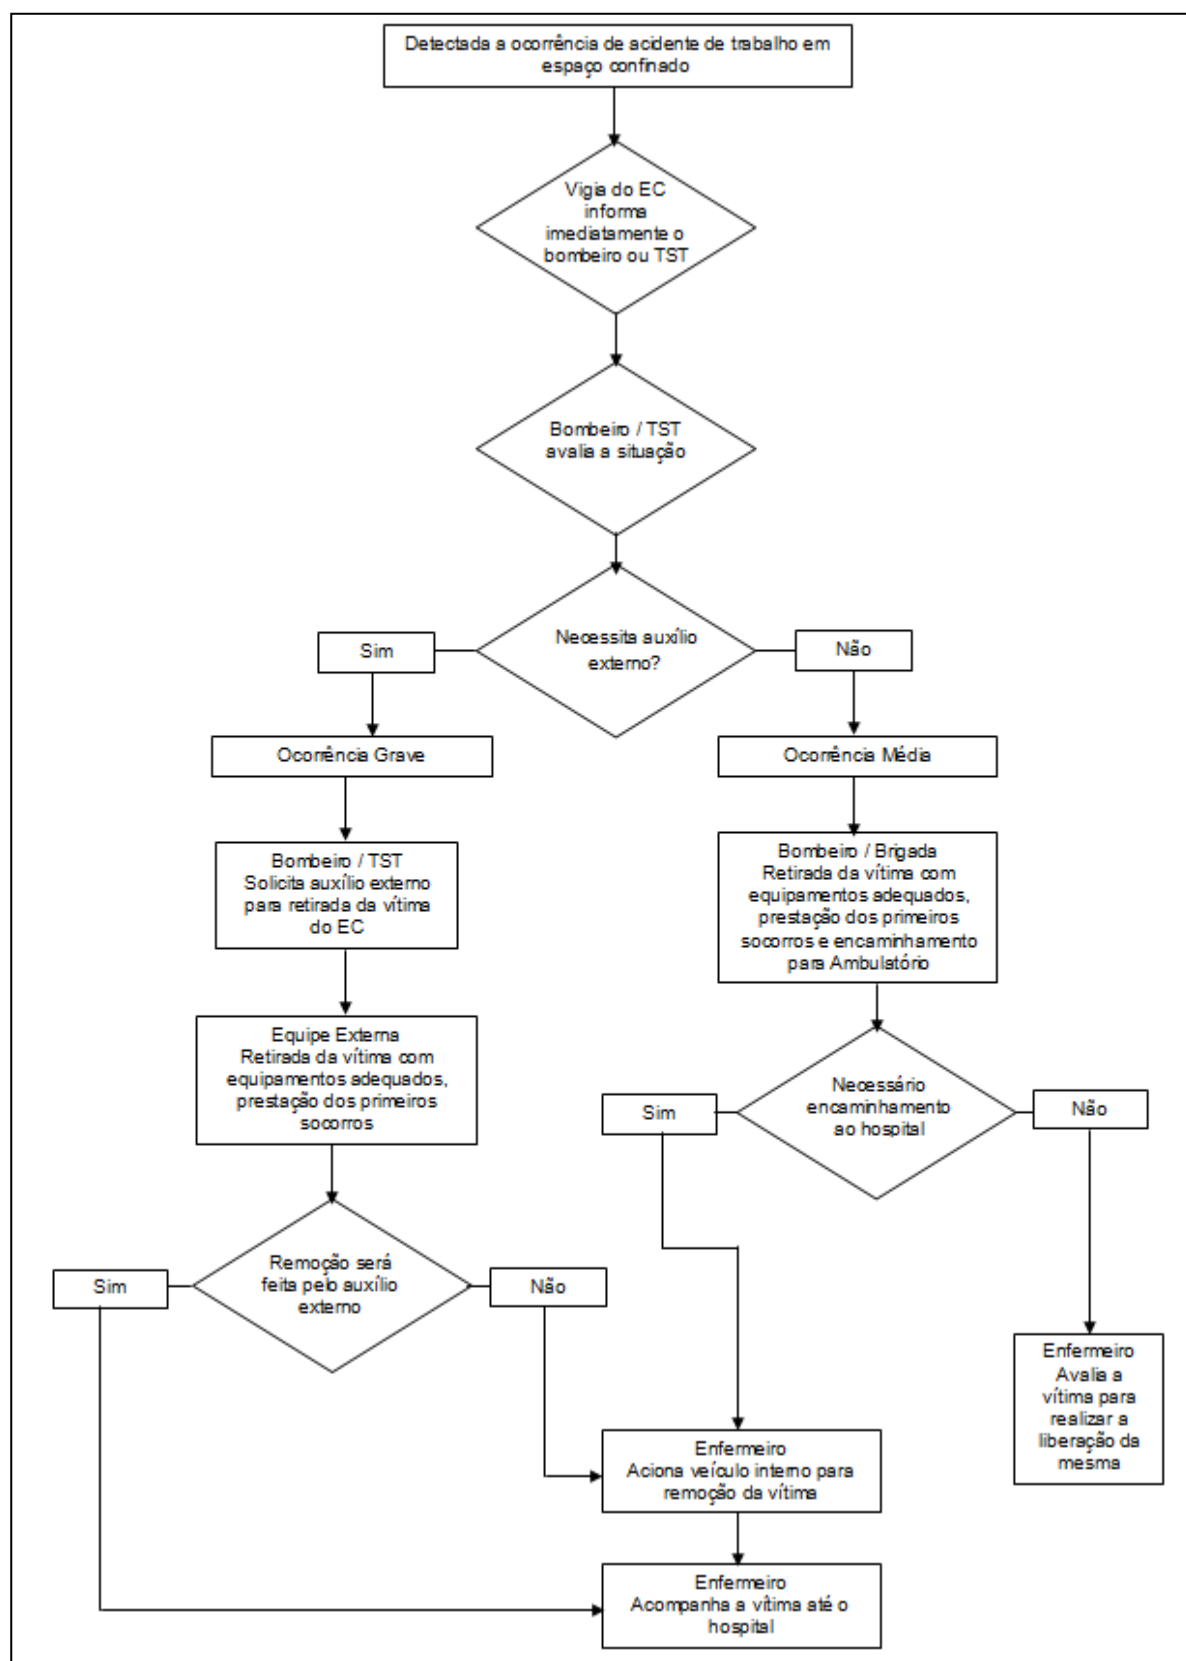 Detectada a ocorrência de acidente de trabalho em
espaço confinado
Vigia do EC
informa
imediatamente o
bombeiro ou TST
Bombeiro / TST
avalia a situação
Necessita auxílio
externo?
Sim
Não
Ocorrência Grave
Ocorrência Média
Bombeiro / TST
Solicita auxílio externo
para retirada da vítima
do EC
Bombeiro / Brigada
Retirada da vítima com
equipamentos adequados,
prestação dos primeiros
socorros e encaminhamento
para Ambulatório
Equipe Externa
Retirada da vítima com
equipamentos adequados,
prestação dos primeiros
socorros
Necessário
encaminhamento
ao hospital
Sim
Não
Remoção será
feita pelo auxílio
externo
Sim
Não
Enfermeiro
Avalia a
vítima para
realizar a
liberação da
mesma
Enfermeiro
Aciona veículo interno para
remoção da vítima
Enfermeiro
Acompanha a vítima até o
hospital